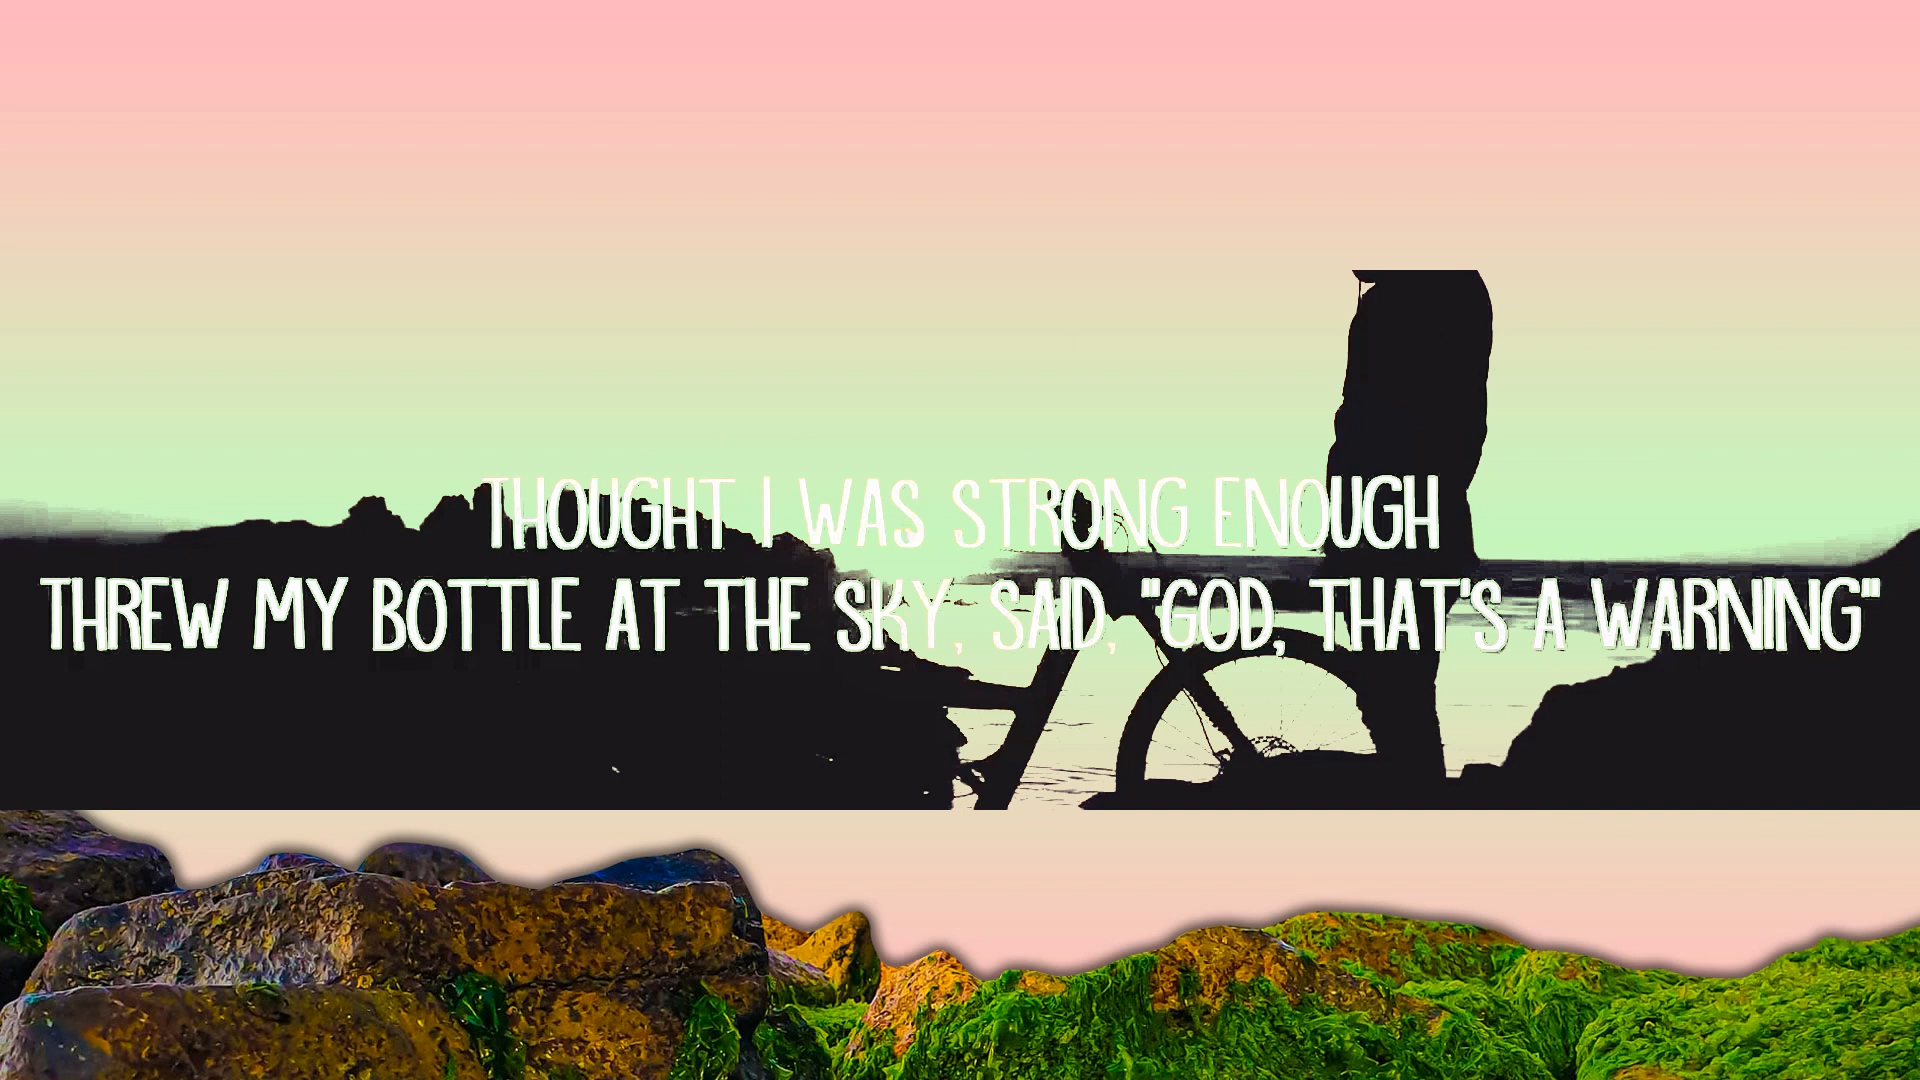 THOUGHT I WAS STRONG ENOUGH
THREW MY BOTTLE AT THE SKY, SAID, "GOD, THAT'S A WARNING"